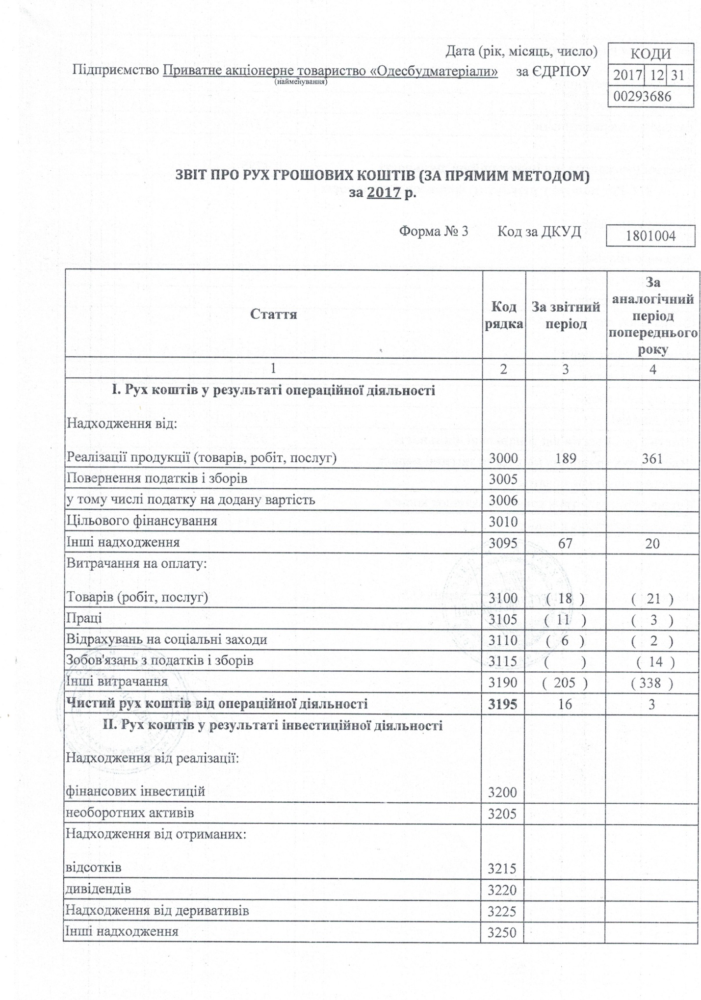 Дата (рік, місяць, число)
КОДИ
Підприємство Приватне акціонерне товариство «Одесбудматеріали» за ЄДРПОУ
2017 12 31
(найменування)
00293686
ЗВІТ ПРО РУХ ГРОШОВИХ КОШТІВ (ЗА ПРЯМИМ МЕТОДОМ)
за 2017 р.
Форма № 3 Код за ДКУД 1801004
Стаття
Код
рядка
За звітний
період
За
аналогічний
період
попереднього
року
1 2 3 4
І. Рух коштів у результаті операційної діяльності
Надходження від:
Реалізації продукції (товарів, робіт, послуг) 3000 189 361
Повернення податків і зборів 3005
у тому числі податку на додану вартість 3006
Цільового фінансування 3010
Інші надходження 3095 67 20
Витрачання на оплату:
Товарів (робіт, послуг) 3100 ( 18 ) ( 21 )
Праці 3105 ( 11 ) ( 3 )
Відрахувань на соціальні заходи 3110 ( 6 ) ( 2 )
Зобов'язань з податків і зборів 3115 ( ) ( 14 )
Інші витрачання 3190 ( 205 ) ( 338 )
Чистий рух коштів від операційної діяльності 3195 16 3
ІІ. Рух коштів у результаті інвестиційної діяльності
Надходження від реалізації:
фінансових інвестицій 3200
необоротних активів 3205
Надходження від отриманих:
відсотків 3215
дивідендів 3220
Надходження від деривативів 3225
Інші надходження 3250